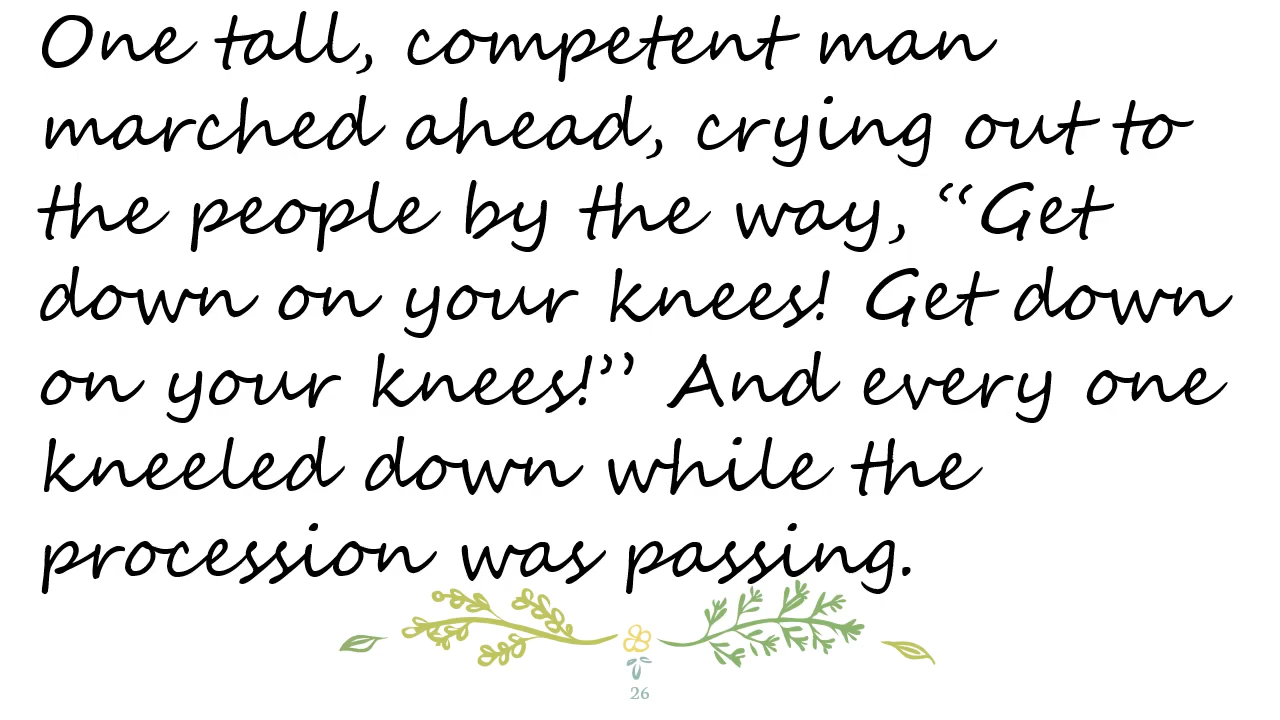 One tall, competent man
marched ahead, crying out to
the people by the way, “Get
down on your knees! Get down
on your knees!” And every one
kneeled down while the
procession was passing.
26